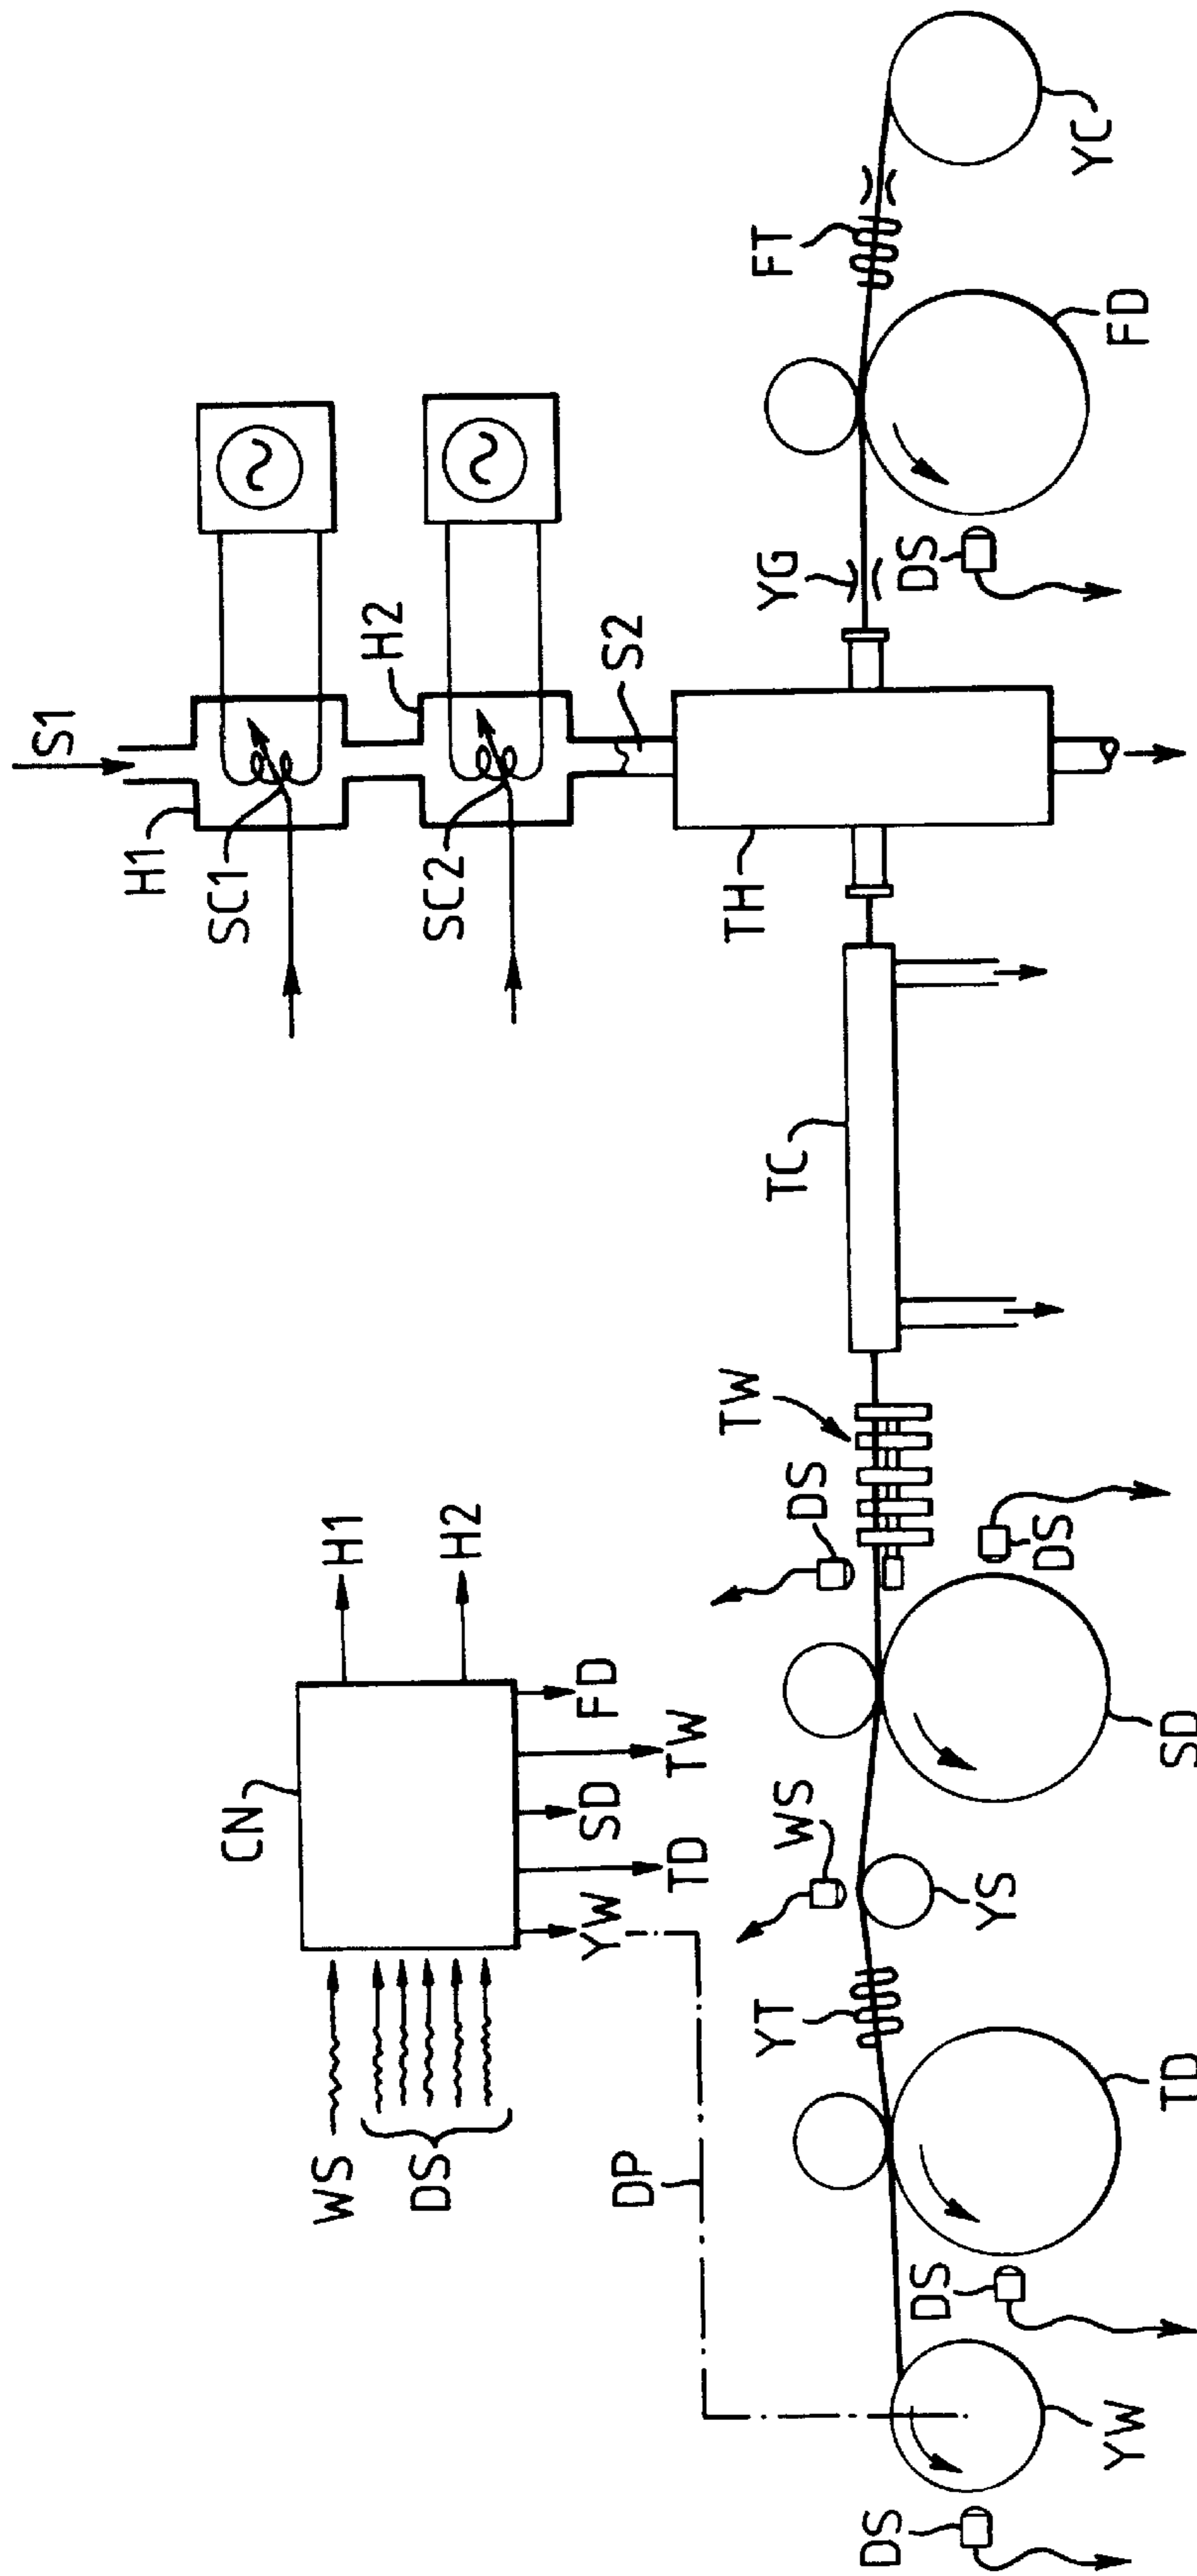 S1
H1
SC1
H2
SC2
S2
TH
YG
DS
FT
FD
YC
TC
TW
DS
DS
CN
H1
H2
WS
DS
YW
TD
SD
TW
FD
DP
WS
SD
YS
YT
TD
DS
YW
DS